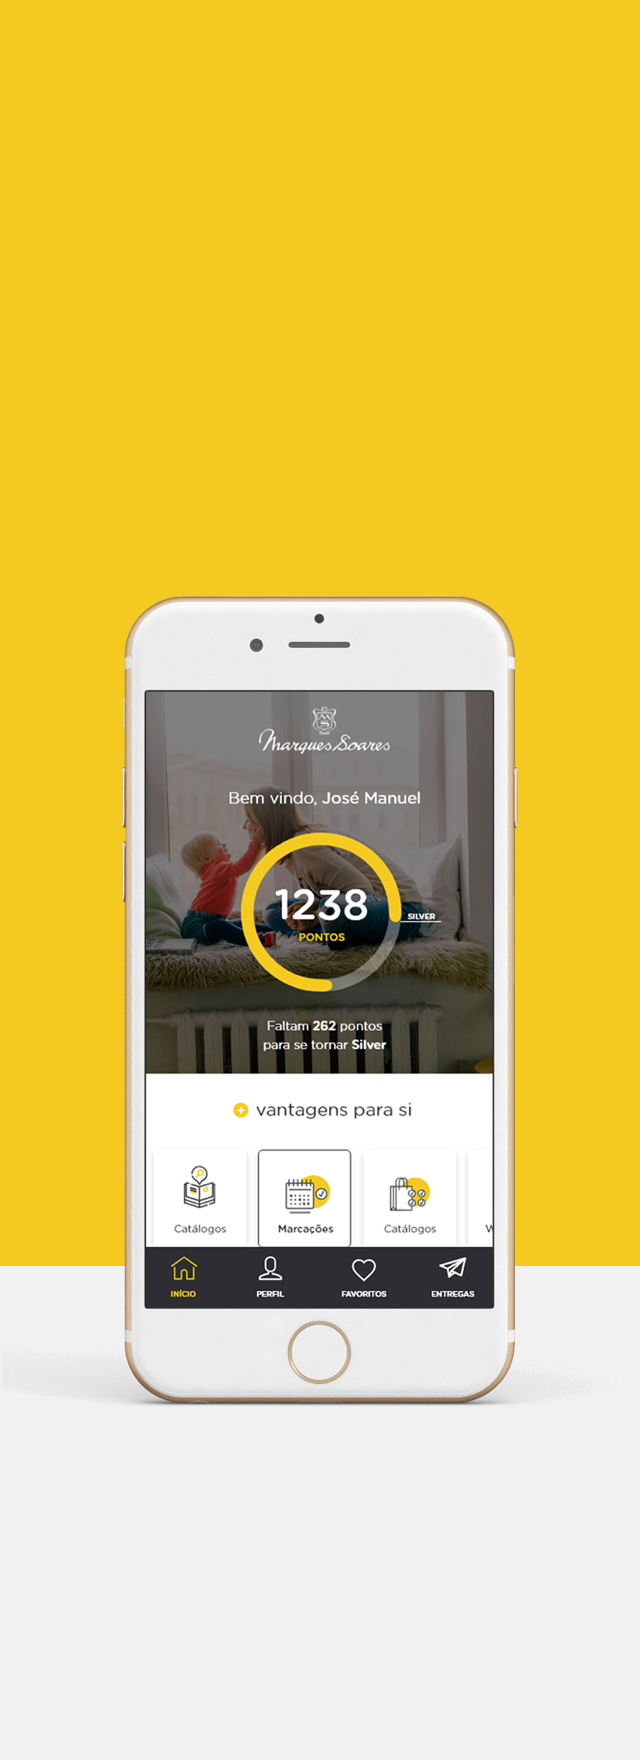 MS
Marques Soares
Bem vindo, José Manuel
1238
PONTOS
SILVER
Faltam 262 pontos
para se tornar Silver
+ vantagens para si
Catálogos
Marcações
Catálogos
W
INÍCIO
PERFIL
FAVORITOS
ENTREGAS